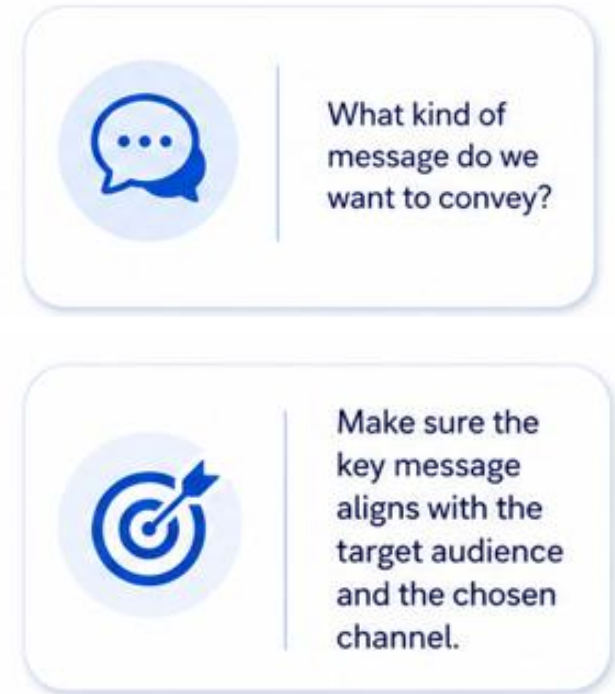 What kind of
message do we
want to convey?
Make sure the
key message
aligns with the
target audience
and the chosen
channel.